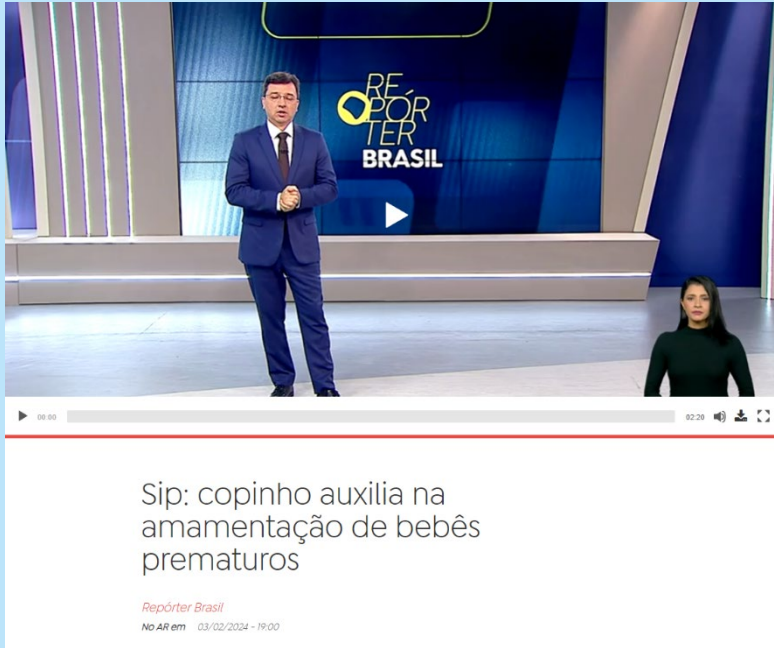 RE
PÓR
TER
BRASIL
00:00
02:20
Sip: copinho auxilia na
amamentação de bebês
prematuros
Repórter Brasil
No AR em 03/02/2024 - 19:00